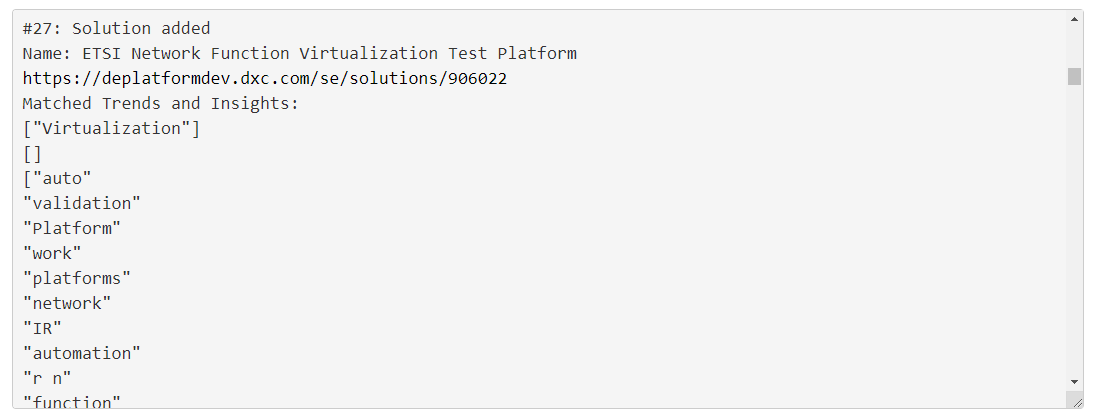 #27: Solution added
Name: ETSI Network Function Virtualization Test Platform
https://deplatformdev.dxc.com/se/solutions/906022
Matched Trends and Insights:
["Virtualization"]
[]
["auto"
"validation"
"Platform"
"work"
"platforms"
"network"
"IR"
"automation"
"r n"
"function"